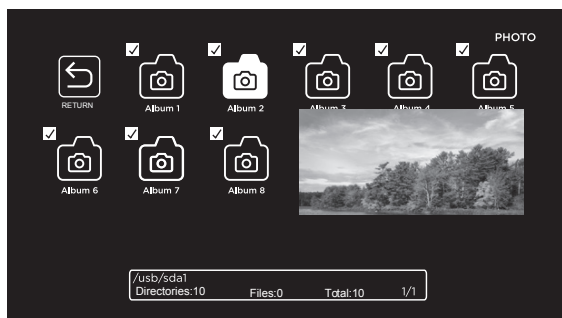 PHOTO
RETURN
Album 1
Album 2
Album 3
Album 4
Album 5
Album 6
Album 7
Album 8
/usb/sda1
Directories:10 Files:0 Total:10 1/1